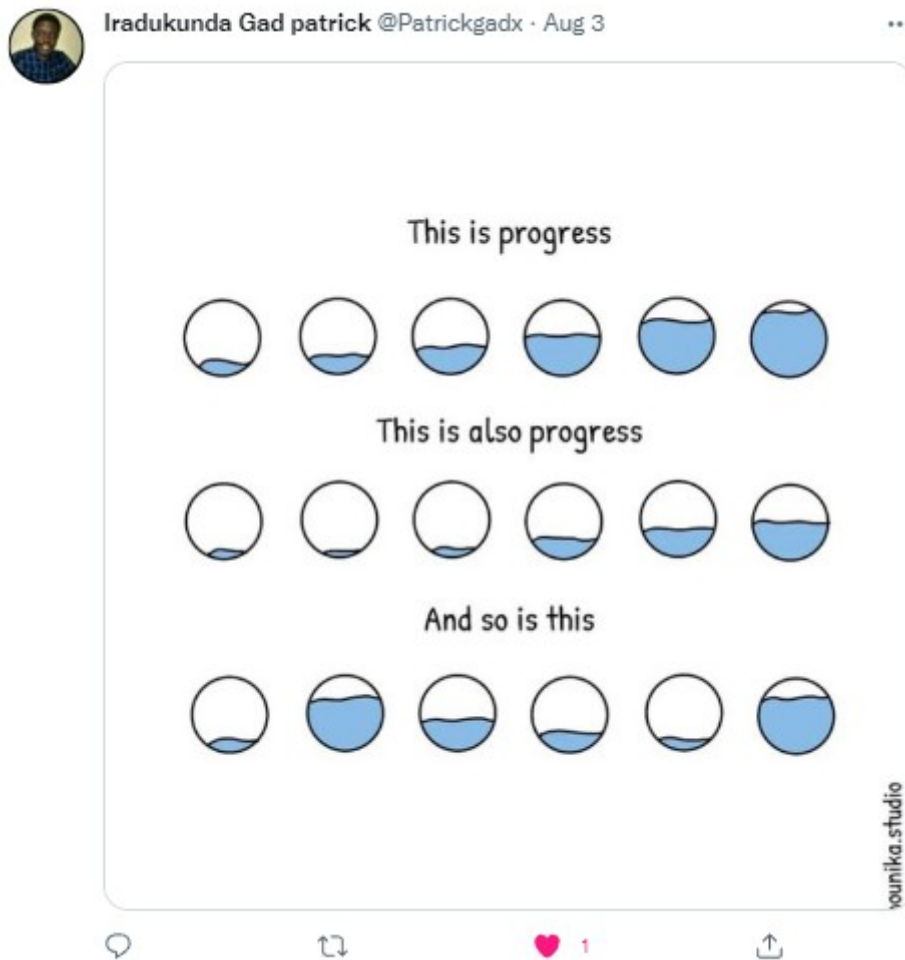 Iradukunda Gad patrick @Patrickgadx · Aug 3
This is progress
This is also progress
And so is this
ounika.studio
1